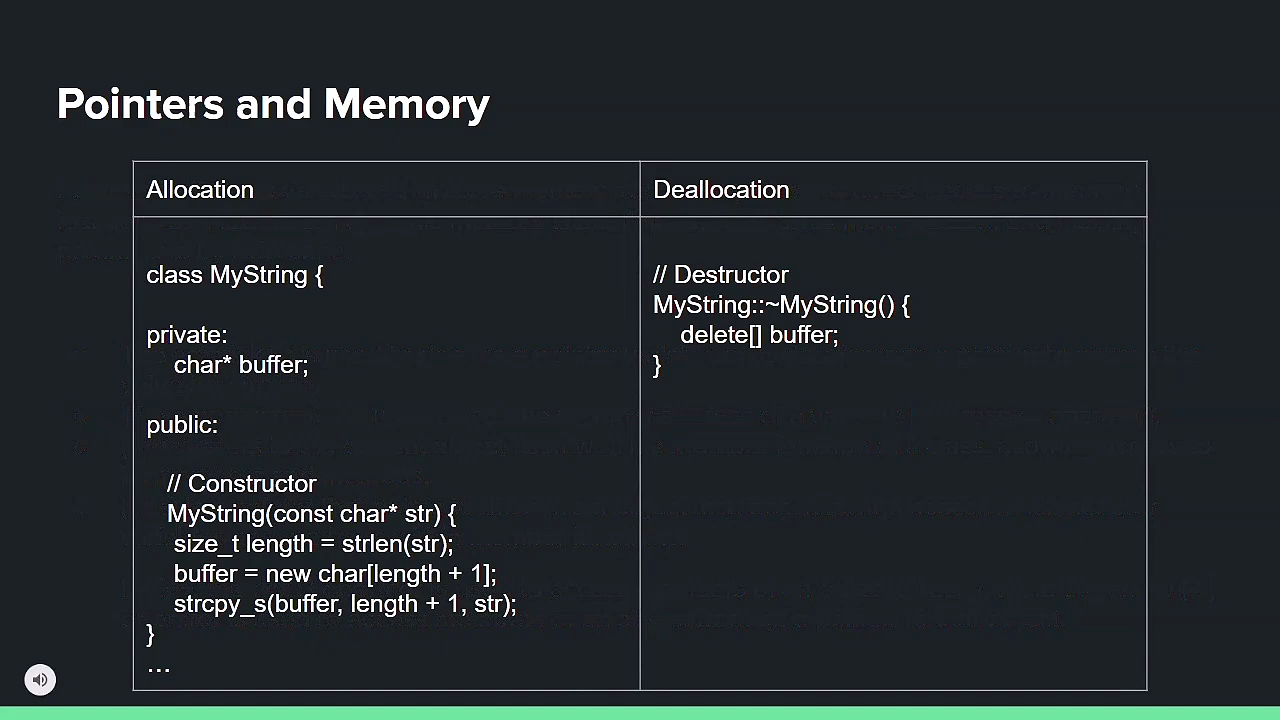 Pointers and Memory
Allocation
Deallocation
class MyString {
private:
char* buffer;
public:
// Constructor
MyString(const char* str) {
size_t length = strlen(str);
buffer = new char[length + 1];
strcpy_s(buffer, length + 1, str);
}
...
// Destructor
MyString::~MyString() {
delete[] buffer;
}